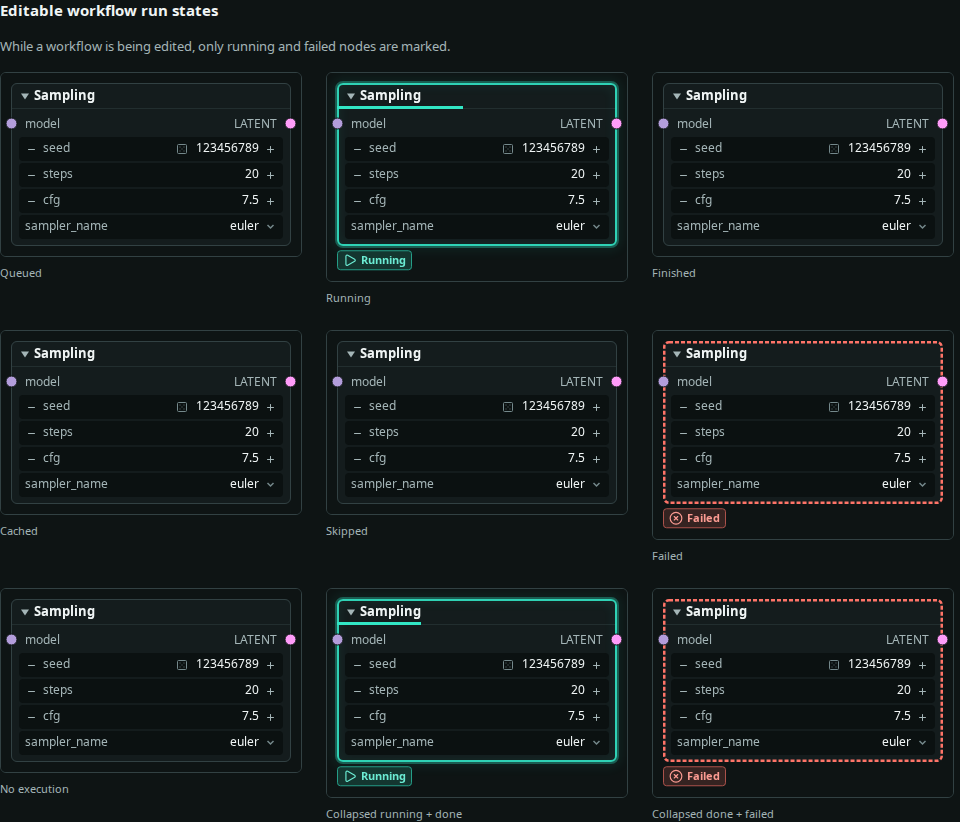 Editable workflow run states
While a workflow is being edited, only running and failed nodes are marked.
Sampling
model LATENT
– seed 123456789 +
– steps 20 +
– cfg 7.5 +
sampler_name euler
Queued
Sampling
model LATENT
– seed 123456789 +
– steps 20 +
– cfg 7.5 +
sampler_name euler
Running
Running
Sampling
model LATENT
– seed 123456789 +
– steps 20 +
– cfg 7.5 +
sampler_name euler
Finished
Sampling
model LATENT
– seed 123456789 +
– steps 20 +
– cfg 7.5 +
sampler_name euler
Cached
Sampling
model LATENT
– seed 123456789 +
– steps 20 +
– cfg 7.5 +
sampler_name euler
Skipped
Sampling
model LATENT
– seed 123456789 +
– steps 20 +
– cfg 7.5 +
sampler_name euler
Failed
Failed
Sampling
model LATENT
– seed 123456789 +
– steps 20 +
– cfg 7.5 +
sampler_name euler
No execution
Sampling
model LATENT
– seed 123456789 +
– steps 20 +
– cfg 7.5 +
sampler_name euler
Running
Collapsed running + done
Sampling
model LATENT
– seed 123456789 +
– steps 20 +
– cfg 7.5 +
sampler_name euler
Failed
Collapsed done + failed